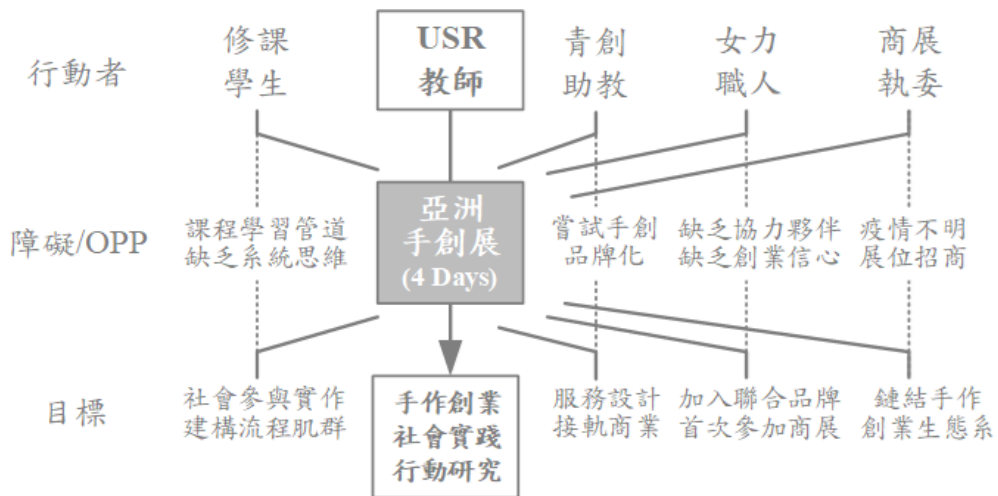 行動者
修課
學生
USR
教師
青創
助教
女力
職人
商展
執委
障礙/OPP
課程學習管道
缺乏系統思維
亞洲
手創展
(4 Days)
嘗試手創
品牌化
缺乏協力夥伴
缺乏創業信心
疫情不明
展位招商
目標
社會參與實作
建構流程肌群
手作創業
社會實踐
行動研究
服務設計
接軌商業
加入聯合品牌
首次參加商展
鏈結手作
創業生態系